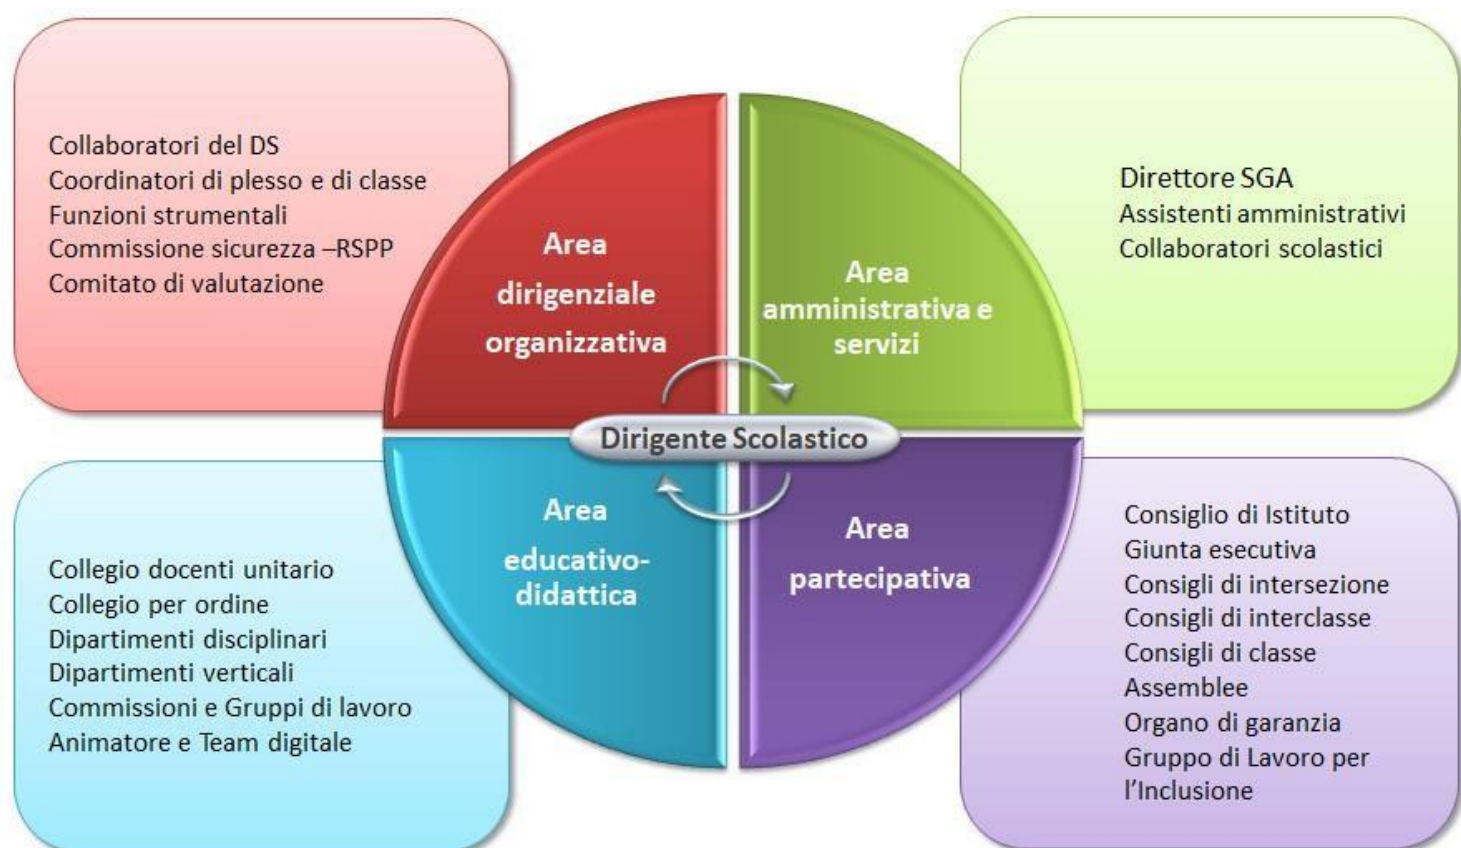 Collaboratori del DS
Coordinatori di plesso e di classe
Funzioni strumentali
Commissione sicurezza –RSPP
Comitato di valutazione
Area
dirigenziale
organizzativa
Area
amministrativa e
servizi
Direttore SGA
Assistenti amministrativi
Collaboratori scolastici
Dirigente Scolastico
Collegio docenti unitario
Collegio per ordine
Dipartimenti disciplinari
Dipartimenti verticali
Commissioni e Gruppi di lavoro
Animatore e Team digitale
Area
educativo-
didattica
Area
partecipativa
Consiglio di Istituto
Giunta esecutiva
Consigli di intersezione
Consigli di interclasse
Consigli di classe
Assemblee
Organo di garanzia
Gruppo di Lavoro per
l’Inclusione